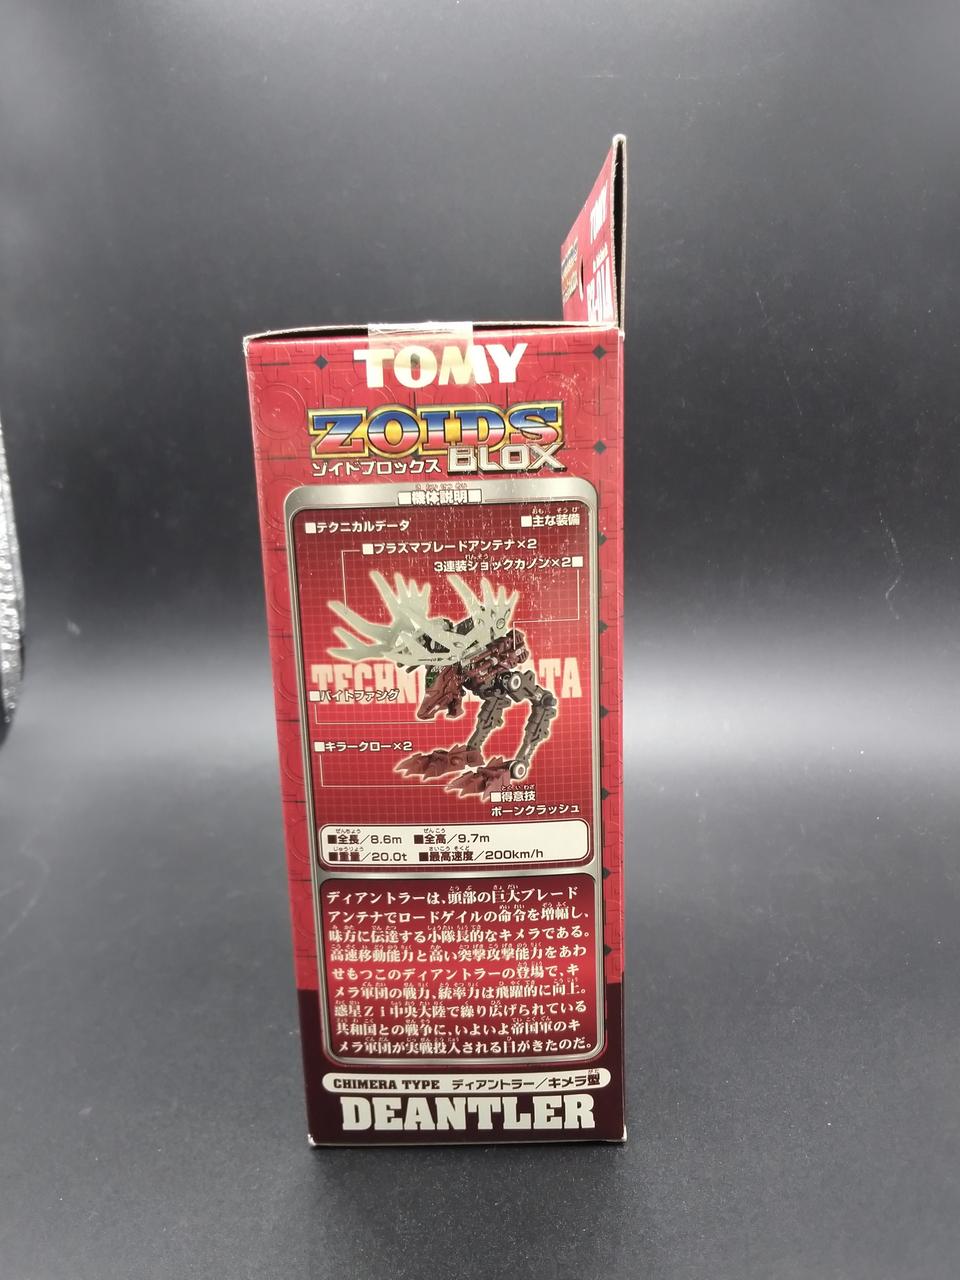 TOMY
TOMY
ZOIDS
BLOX
ゾイドブロックス
■機体説明■
■テクニカルデータ
■主な装備
■プラズマブレードアンテナ×2
3連装ショックカノン×2■
TECHN
TA
■バイトファング
■キラークロー×2
■得意技
ボーンクラッシュ
■全長/8.6m ■全高/9.7m
■重量/20.0t ■最高速度/200km/h
ディアントラーは、頭部の巨大ブレード
アンテナでロードゲイルの命令を増幅し、
味方に伝達する小隊長的なキメラである。
高速移動能力と高い突撃攻撃能力をあわ
せもつこのディアントラーの登場で、キ
メラ軍団の戦力、統率力は飛躍的に向上。
惑星Zi中央大陸で繰り広げられている
共和国との戦争に、いよいよ帝国軍のキ
メラ軍団が実戦投入される日がきたのだ。
CHIMERA TYPE ディアントラー/キメラ型
DEANTLER